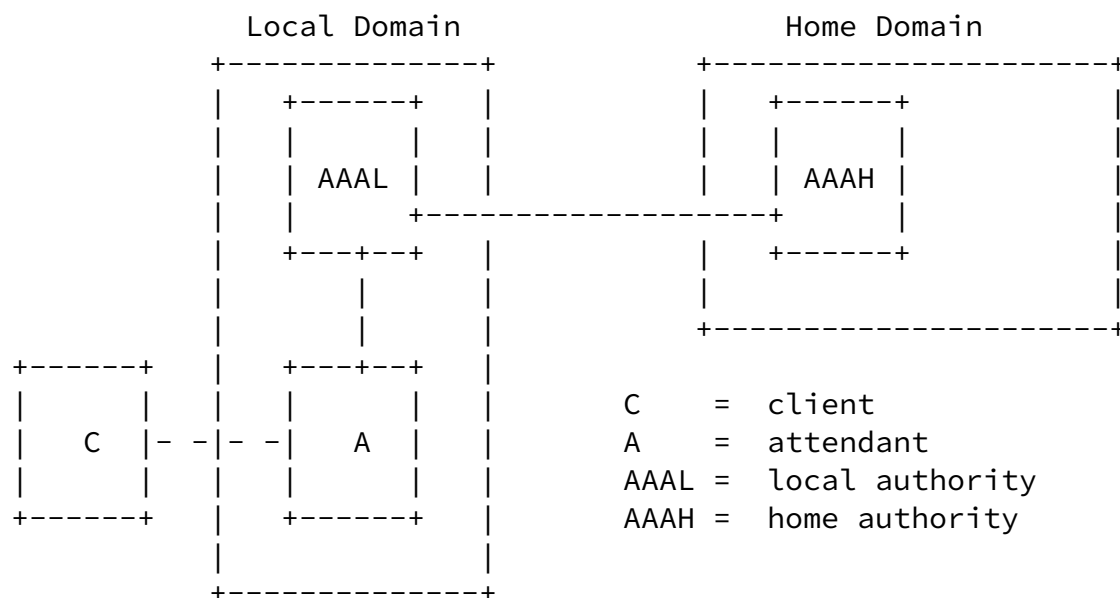 Local Domain Home Domain
AAAL AAAH
C = client
C A A = attendant
AAAL = local authority
AAAH = home authority